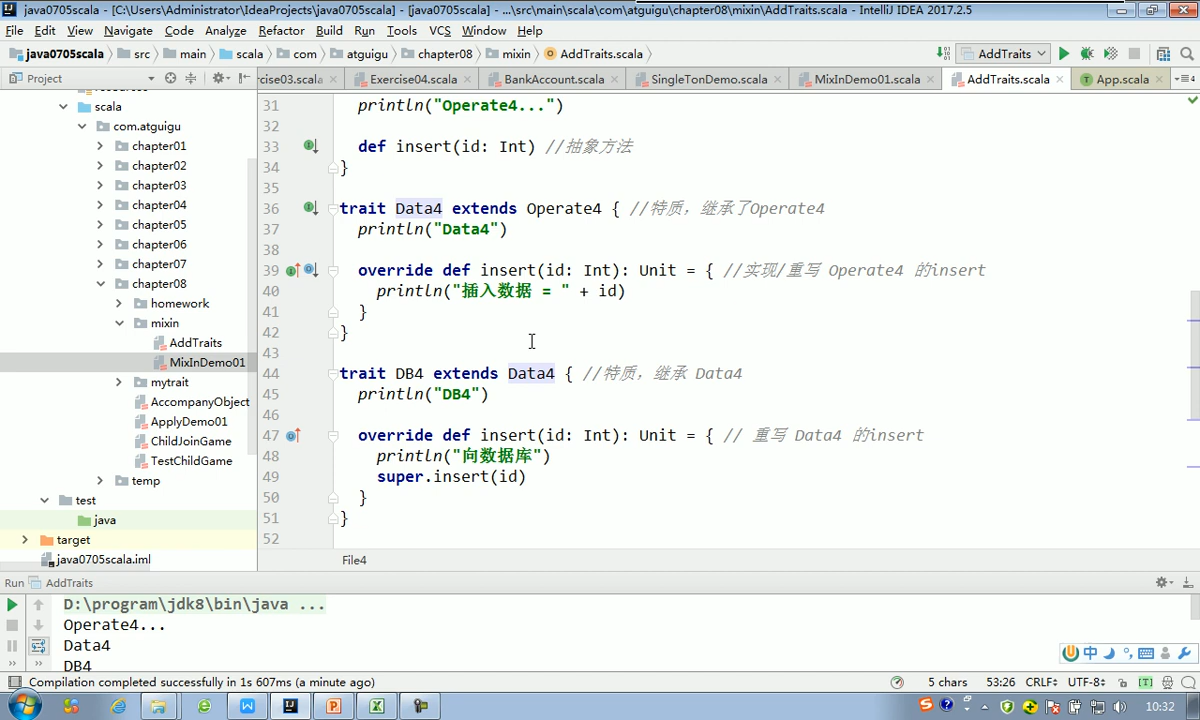 java0705scala - [C:\Users\Administrator\IdeaProjects\java0705scala] - [java0705scala] - ...\src\main\scala\com\atguigu\chapter08\mixin\AddTraits.scala - IntelliJ IDEA 2017.2.5
File Edit View Navigate Code Analyze Refactor Build Run Tools VCS Window Help
java0705scala src main scala com atguigu chapter08 mixin AddTraits.scala AddTraits
Project rcise03.scala Exercise04.scala BankAccount.scala SingleTonDemo.scala MixInDemo01.scala AddTraits.scala App.scala
scala
com.atguigu
chapter01
chapter02
chapter03
chapter04
chapter05
chapter06
chapter07
chapter08
homework
mixin
AddTraits
MixInDemo01
mytrait
AccompanyObject
ApplyDemo01
ChildJoinGame
TestChildGame
temp
test
java
target
java0705scala.iml
31 println("Operate4...")
32
33 def insert(id: Int) //抽象方法
34 }
35
36 trait Data4 extends Operate4 { //特质，继承了Operate4
37 println("Data4")
38
39 override def insert(id: Int): Unit = { //实现/重写 Operate4 的insert
40 println("插入数据 = " + id)
41 }
42 }
43
44 trait DB4 extends Data4 { //特质，继承 Data4
45 println("DB4")
46
47 override def insert(id: Int): Unit = { // 重写 Data4 的insert
48 println("向数据库")
49 super.insert(id)
50 }
51 }
52
File4
Run AddTraits
D:\program\jdk8\bin\java ...
Operate4...
Data4
DB4
中
Compilation completed successfully in 1s 607ms (a minute ago) 5 chars 53:26 CRLF UTF-8
10:32